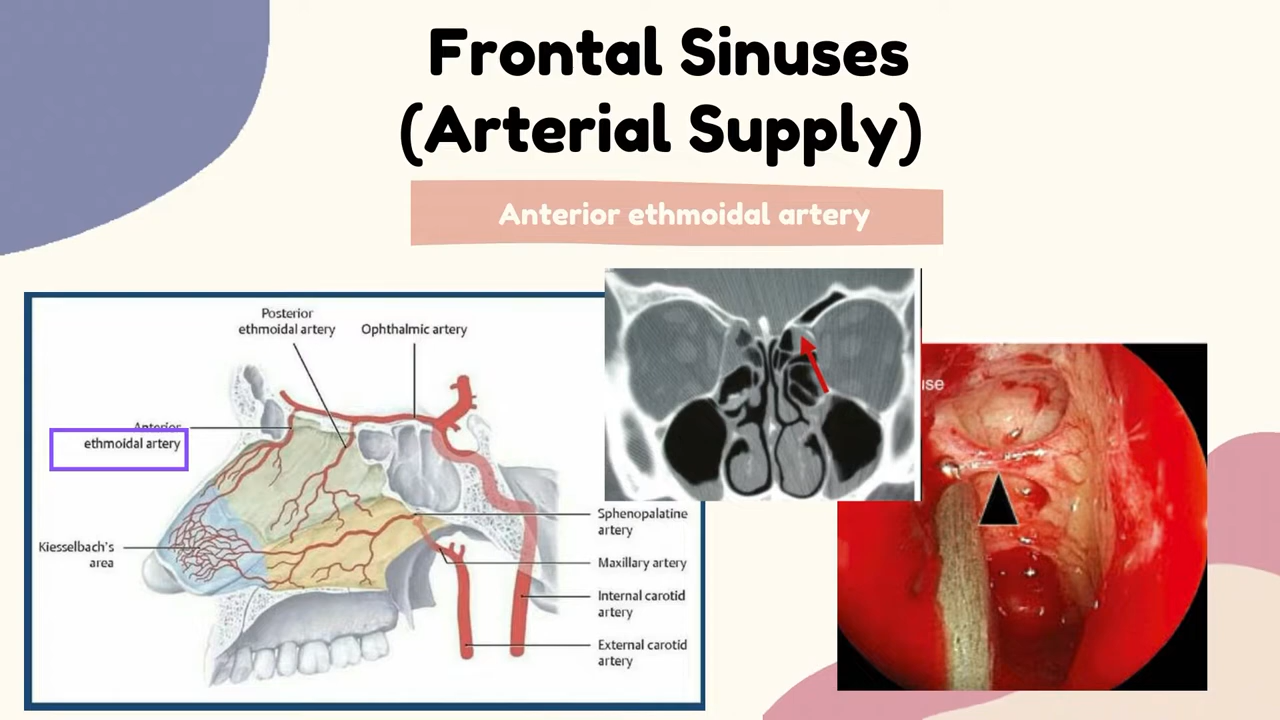 Frontal Sinuses
(Arterial Supply)
Anterior ethmoidal artery
Posterior
ethmoidal artery
Ophthalmic artery
Anterior
ethmoidal artery
Kiesselbach's
area
Sphenopalatine
artery
Maxillary artery
Internal carotid
artery
External carotid
artery